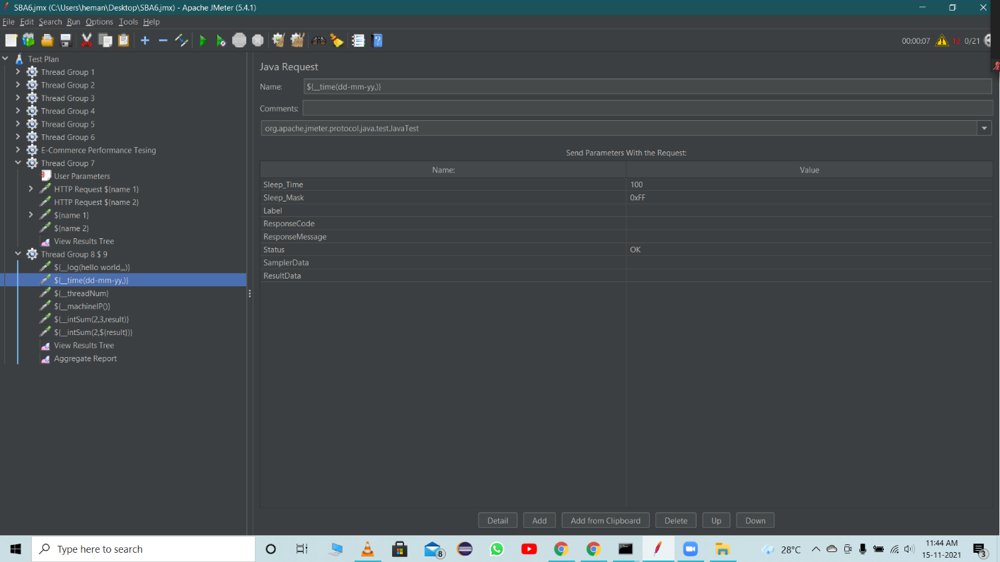 SBA6.jmx (C:\Users\heman\Desktop\SBA6.jmx) - Apache JMeter (5.4.1)
File Edit Search Run Options Tools Help
00:00:07 12 0/21
Test Plan
Thread Group 1
Thread Group 2
Thread Group 3
Thread Group 4
Thread Group 5
Thread Group 6
E-Commerce Performance Tesing
Thread Group 7
User Parameters
HTTP Request ${name 1}
HTTP Request ${name 2}
${name 1}
${name 2}
View Results Tree
Thread Group 8 $ 9
${__log(hello world,,,)}
${__time(dd-mm-yy,)}
${__threadNum}
${__machineIP()}
${__intSum(2,3,result)}
${__intSum(2,${result})}
View Results Tree
Aggregate Report
Java Request
Name: ${__time(dd-mm-yy,)}
Comments:
org.apache.jmeter.protocol.java.test.JavaTest
Send Parameters With the Request:
Name: Value
Sleep_Time 100
Sleep_Mask 0xFF
Label
ResponseCode
ResponseMessage
Status OK
SamplerData
ResultData
Detail Add Add from Clipboard Delete Up Down
Type here to search
8
28°C
11:44 AM
15-11-2021
3